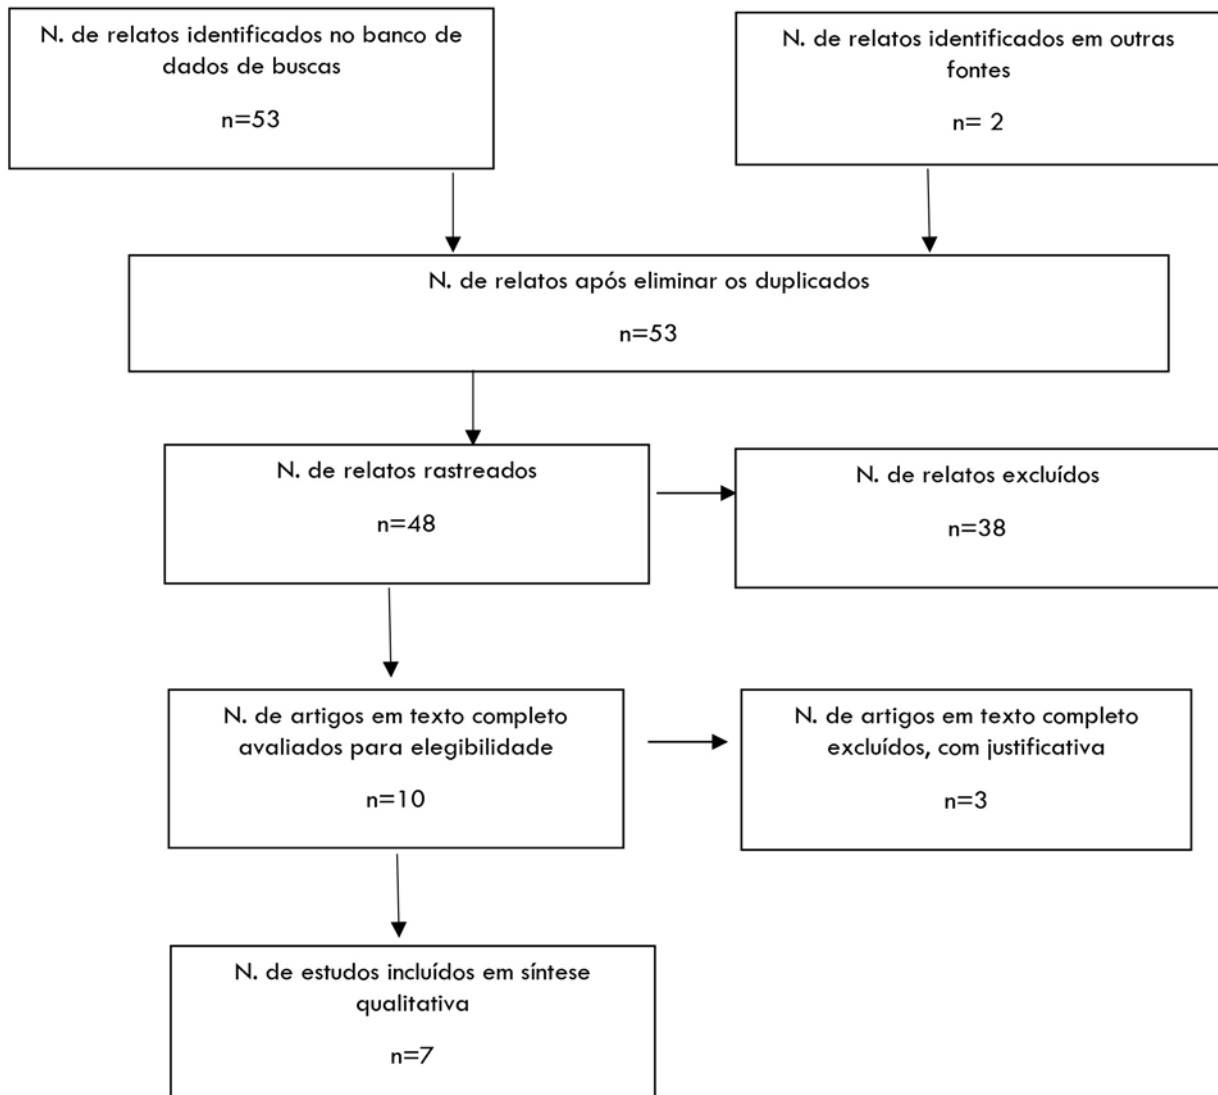 N. de relatos identificados no banco de
dados de buscas
n=53
N. de relatos identificados em outras
fontes
n= 2
N. de relatos após eliminar os duplicados
n=53
N. de relatos rastreados
n=48
N. de relatos excluídos
n=38
N. de artigos em texto completo
avaliados para elegibilidade
n=10
N. de artigos em texto completo
excluídos, com justificativa
n=3
N. de estudos incluídos em síntese
qualitativa
n=7